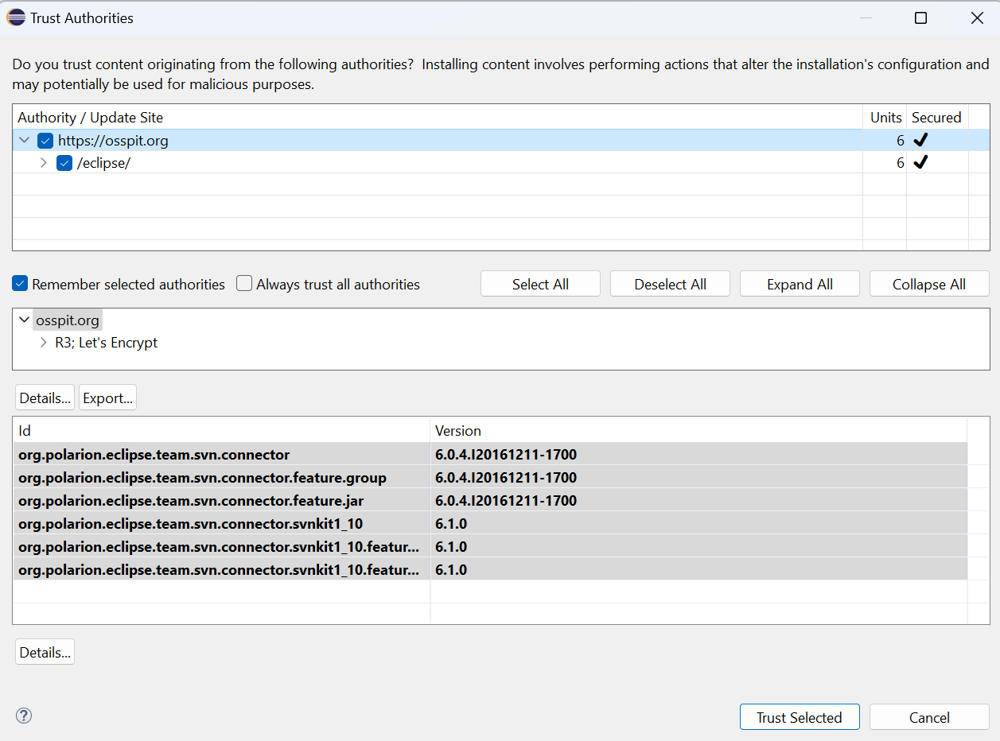 Trust Authorities
Do you trust content originating from the following authorities?  Installing content involves performing actions that alter the installation's configuration and
may potentially be used for malicious purposes.
Authority / Update Site Units Secured
https://osspit.org 6
/eclipse/ 6
Remember selected authorities Always trust all authorities Select All Deselect All Expand All Collapse All
osspit.org
R3; Let's Encrypt
Details... Export...
Id Version
org.polarion.eclipse.team.svn.connector 6.0.4.I20161211-1700
org.polarion.eclipse.team.svn.connector.feature.group 6.0.4.I20161211-1700
org.polarion.eclipse.team.svn.connector.feature.jar 6.0.4.I20161211-1700
org.polarion.eclipse.team.svn.connector.svnkit1_10 6.1.0
org.polarion.eclipse.team.svn.connector.svnkit1_10.featur... 6.1.0
org.polarion.eclipse.team.svn.connector.svnkit1_10.featur... 6.1.0
Details...
? Trust Selected Cancel